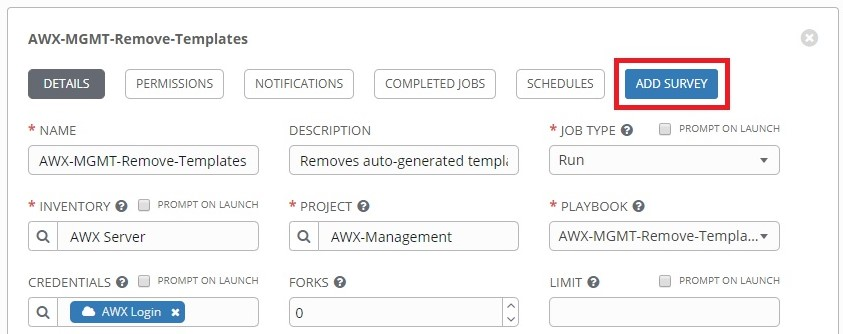 AWX-MGMT-Remove-Templates
DETAILS PERMISSIONS NOTIFICATIONS COMPLETED JOBS SCHEDULES ADD SURVEY
* NAME DESCRIPTION * JOB TYPE ? PROMPT ON LAUNCH
AWX-MGMT-Remove-Templates Removes auto-generated templa Run
* INVENTORY ? PROMPT ON LAUNCH * PROJECT ? * PLAYBOOK ?
AWX Server AWX-Management AWX-MGMT-Remove-Templa...
CREDENTIALS ? PROMPT ON LAUNCH FORKS ? LIMIT ? PROMPT ON LAUNCH
AWX Login × 0